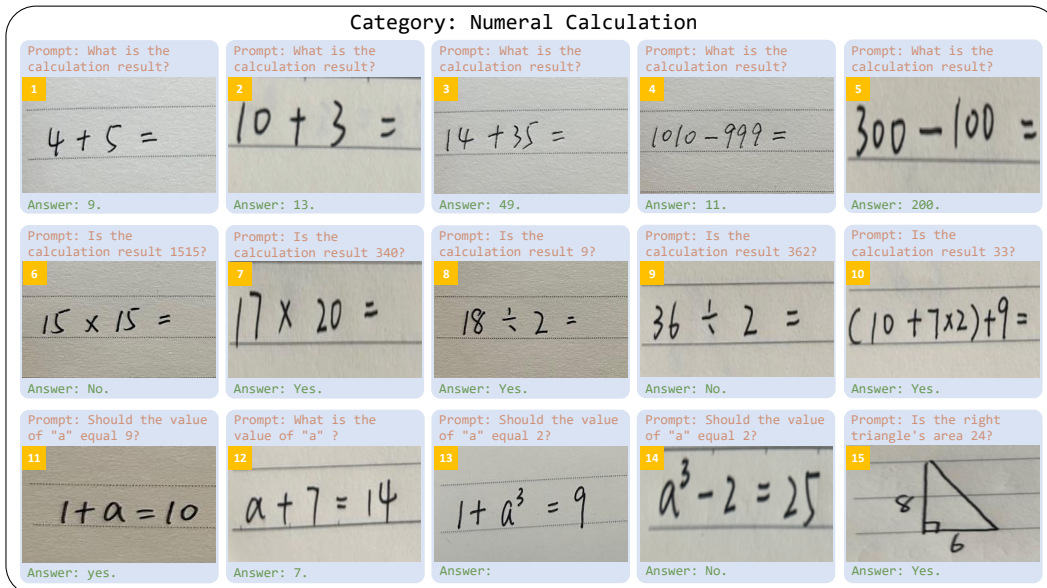 Category: Numeral Calculation
Prompt: What is the
calculation result?
1
4 + 5 =
Answer: 9.
Prompt: What is the
calculation result?
2
10 + 3 =
Answer: 13.
Prompt: What is the
calculation result?
3
14 + 35 =
Answer: 49.
Prompt: What is the
calculation result?
4
1010 - 999 =
Answer: 11.
Prompt: What is the
calculation result?
5
300 - 100 =
Answer: 200.
Prompt: Is the
calculation result 1515?
6
15 × 15 =
Answer: No.
Prompt: Is the
calculation result 340?
7
17 × 20 =
Answer: Yes.
Prompt: Is the
calculation result 9?
8
18 ÷ 2 =
Answer: Yes.
Prompt: Is the
calculation result 362?
9
36 ÷ 2 =
Answer: No.
Prompt: Is the
calculation result 33?
10
(10 + 7×2)+9 =
Answer: Yes.
Prompt: Should the value
of "a" equal 9?
11
1 + a = 10
Answer: yes.
Prompt: What is the
value of "a" ?
12
a + 7 = 14
Answer: 7.
Prompt: Should the value
of "a" equal 2?
13
1 + a³ = 9
Answer:
Prompt: Should the value
of "a" equal 2?
14
a³ - 2 = 25
Answer: No.
Prompt: Is the right
triangle's area 24?
15
8
6
Answer: Yes.